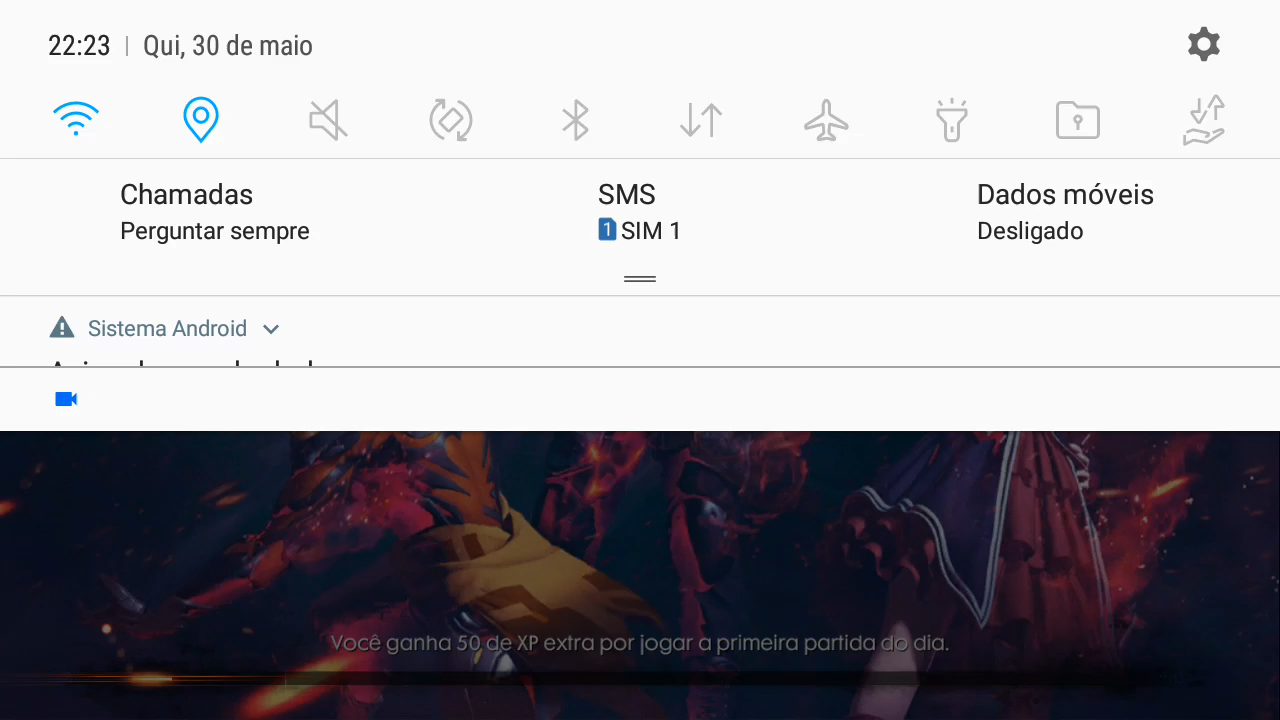 22:23 | Qui, 30 de maio
Chamadas
Perguntar sempre
SMS
1 SIM 1
Dados móveis
Desligado
Sistema Android
Você ganha 50 de XP extra por jogar a primeira partida do dia.